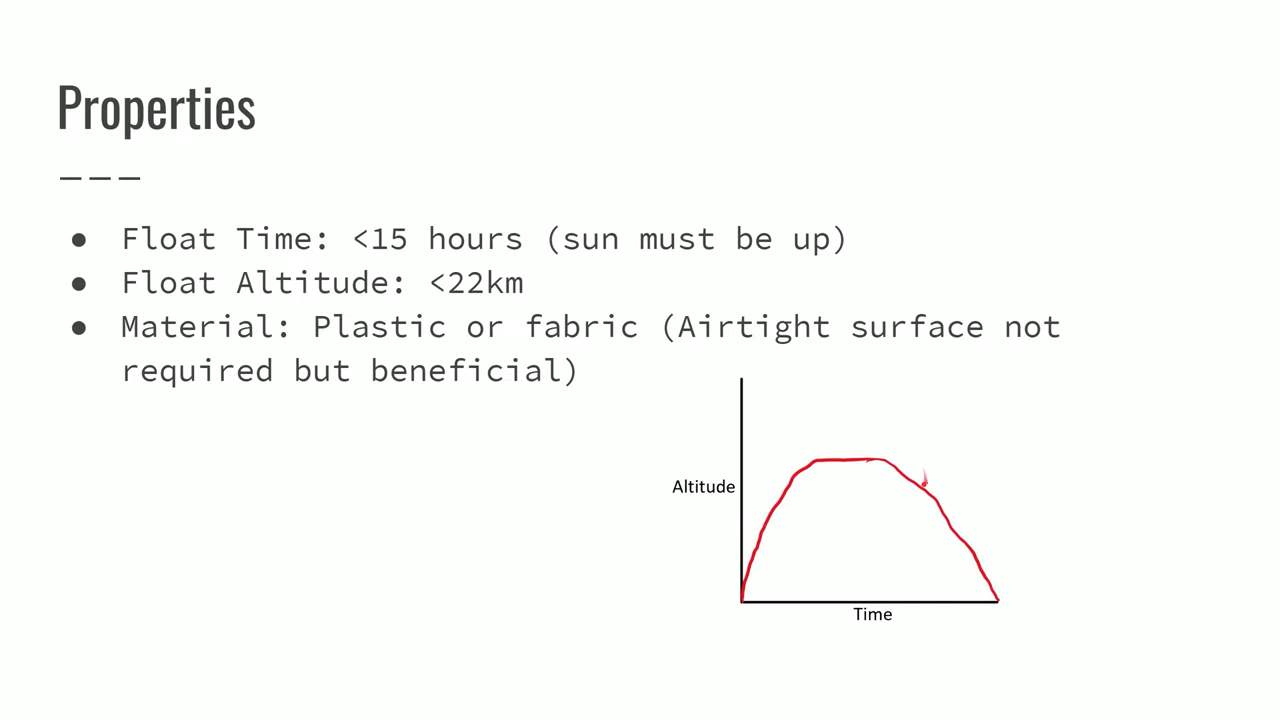 Properties
● Float Time: <15 hours (sun must be up)
● Float Altitude: <22km
● Material: Plastic or fabric (Airtight surface not
required but beneficial)
Altitude
Time